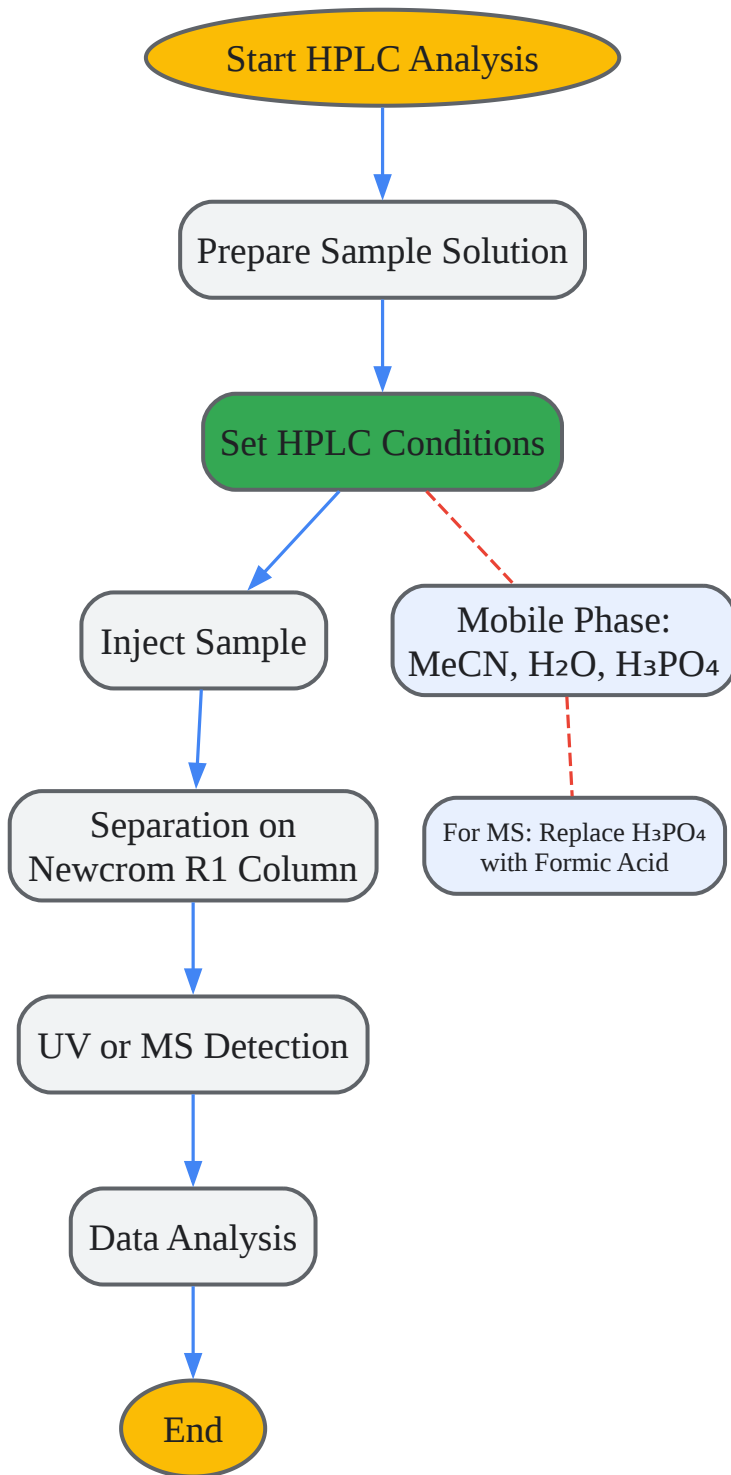 Start HPLC Analysis
Prepare Sample Solution
Set HPLC Conditions
Inject Sample
Mobile Phase:
MeCN, H₂O, H₃PO₄
Separation on
Newcrom R1 Column
For MS: Replace H₃PO₄
with Formic Acid
UV or MS Detection
Data Analysis
End